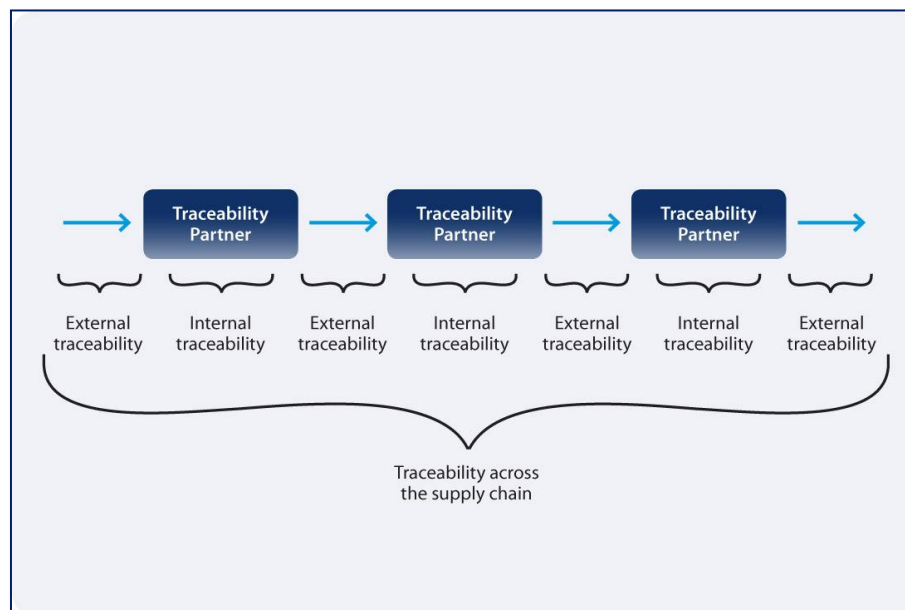 Traceability
Partner
Traceability
Partner
Traceability
Partner
External
traceability
Internal
traceability
External
traceability
Internal
traceability
External
traceability
Internal
traceability
External
traceability
Traceability across
the supply chain